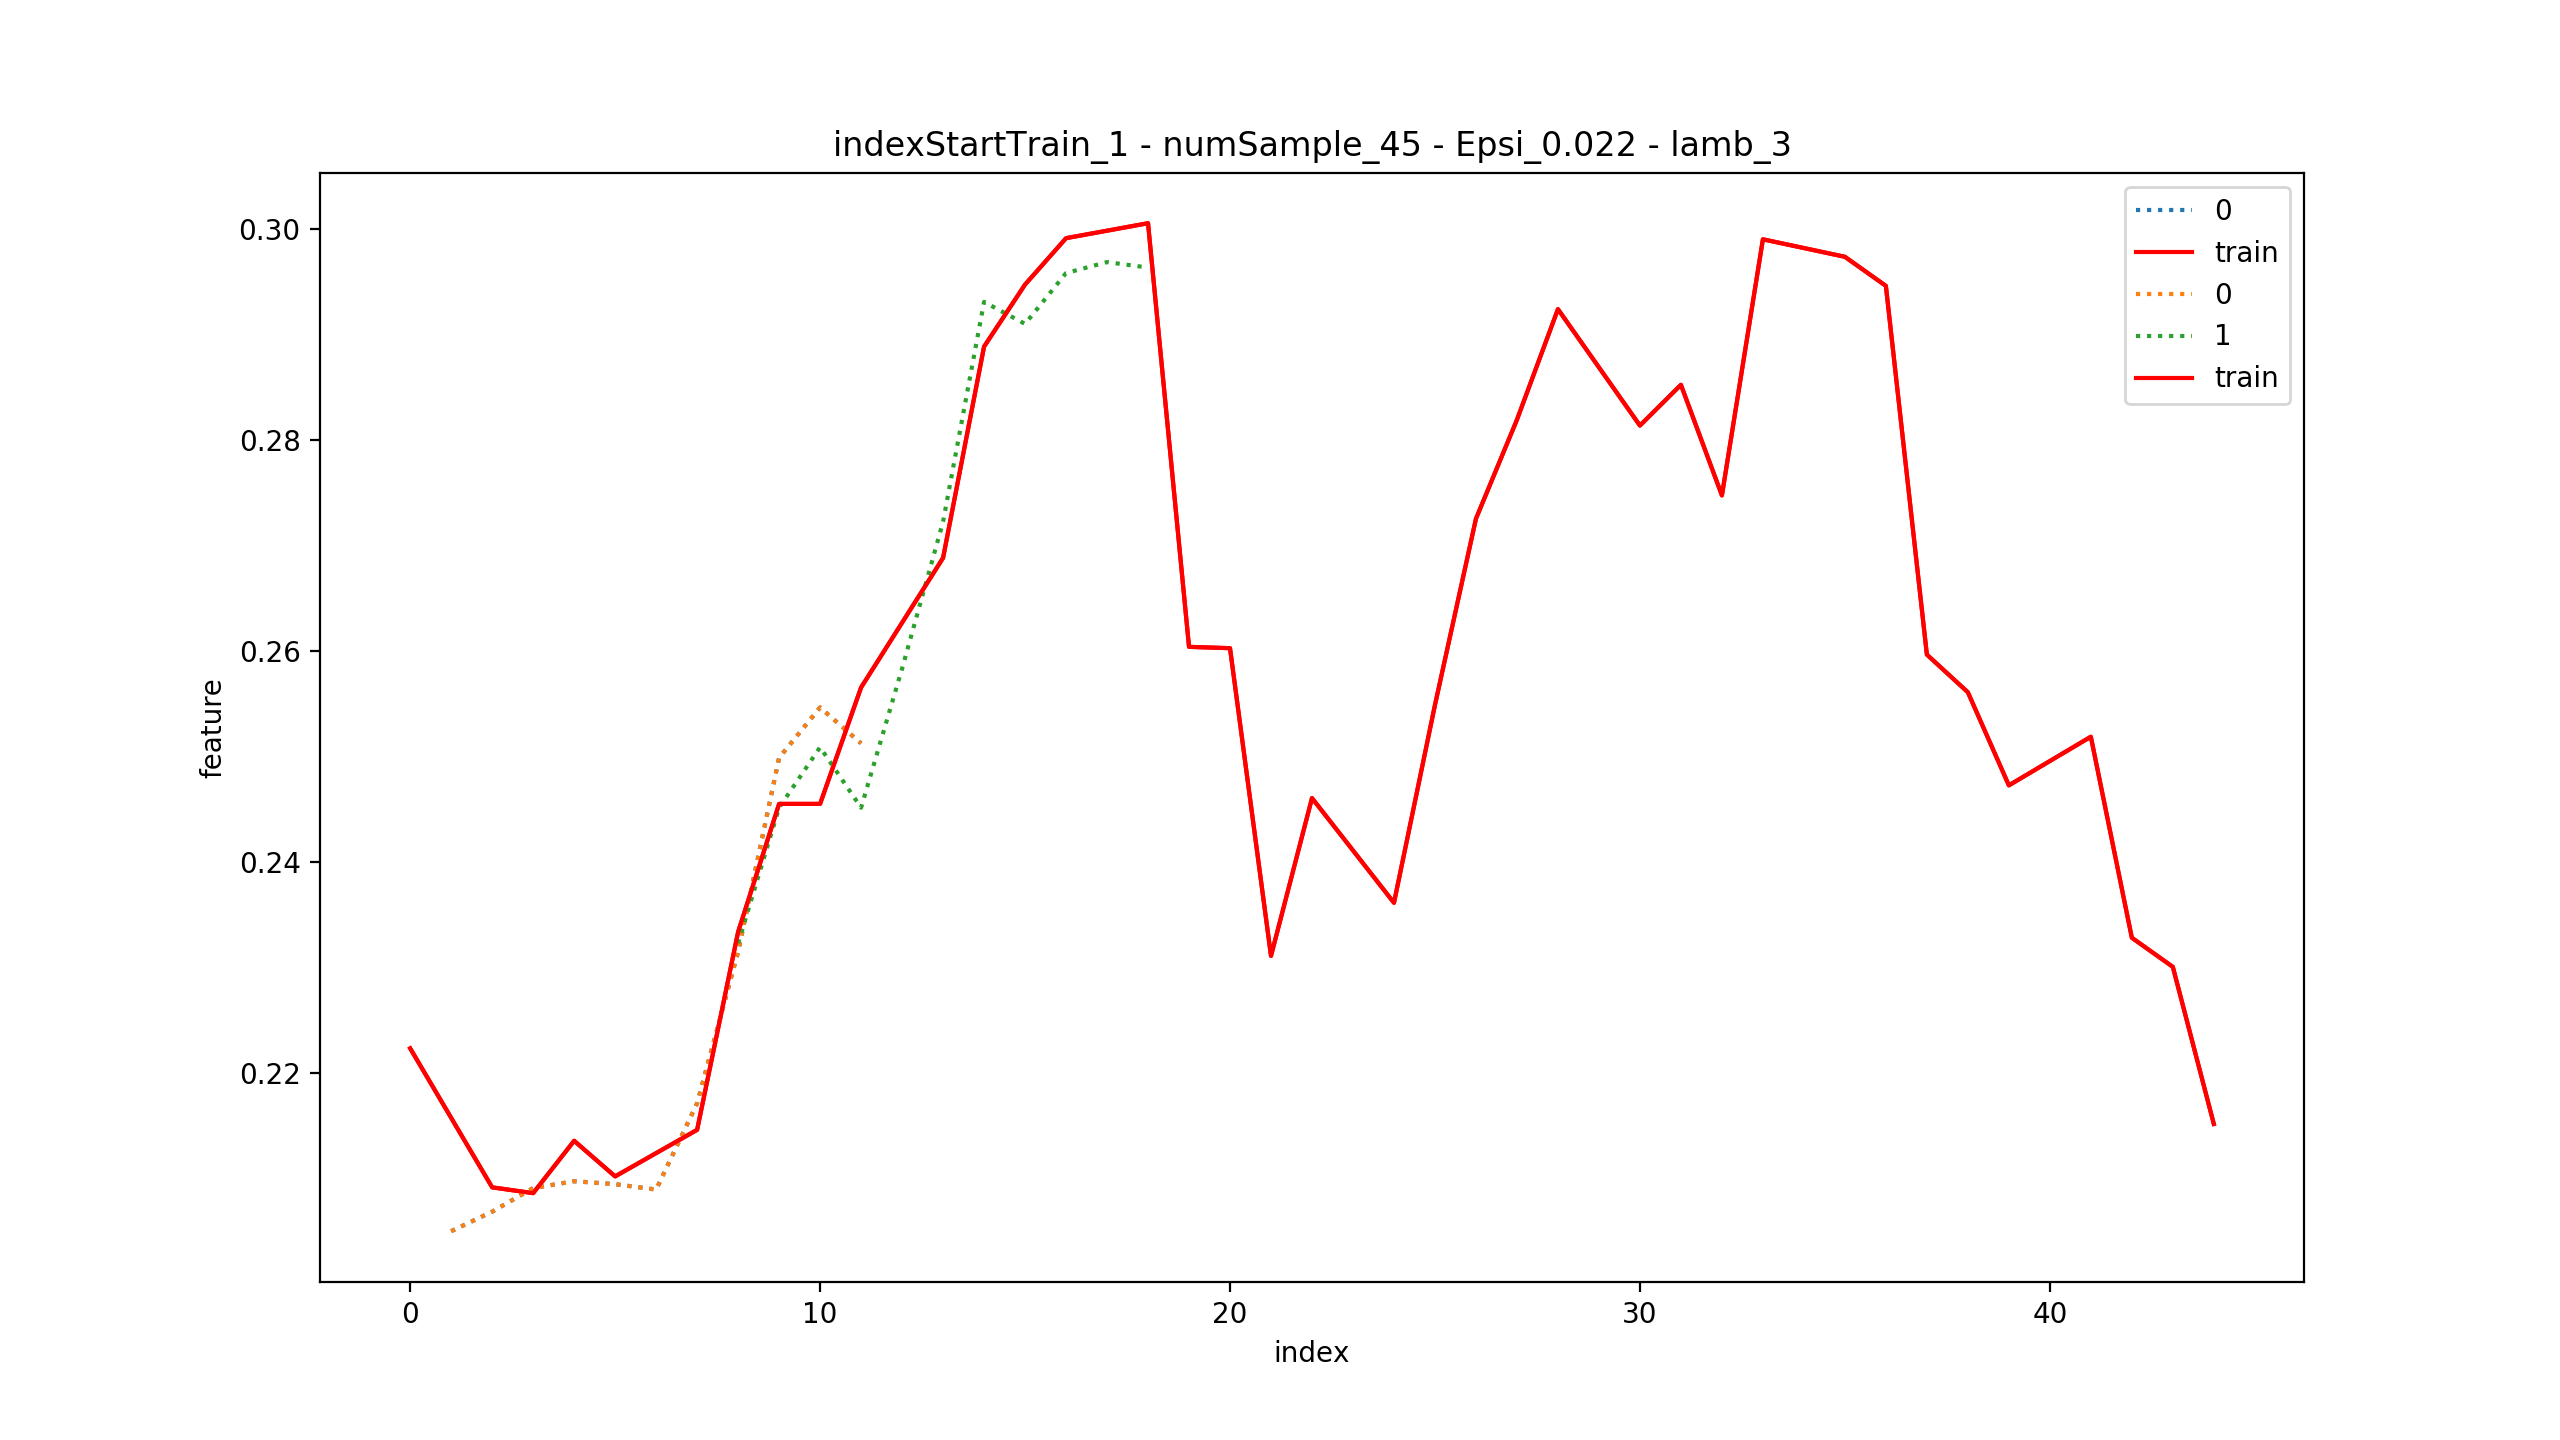 indexStartTrain_1 - numSample_45 - Epsi_0.022 - lamb_3
0
train
0
1
train
0.30
0.28
0.26
0.24
0.22
feature
0 10 20 30 40
index